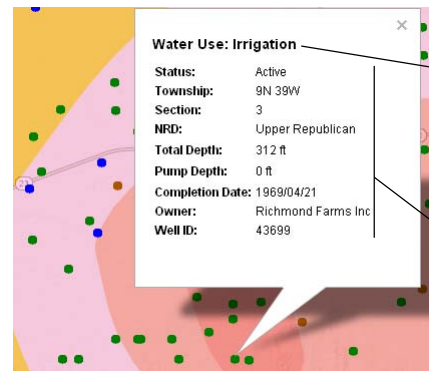 ×
Water Use: Irrigation
Status: Active
Township: 9N 39W
Section: 3
NRD: Upper Republican
Total Depth: 312 ft
Pump Depth: 0 ft
Completion Date: 1969/04/21
Owner: Richmond Farms Inc
Well ID: 43699